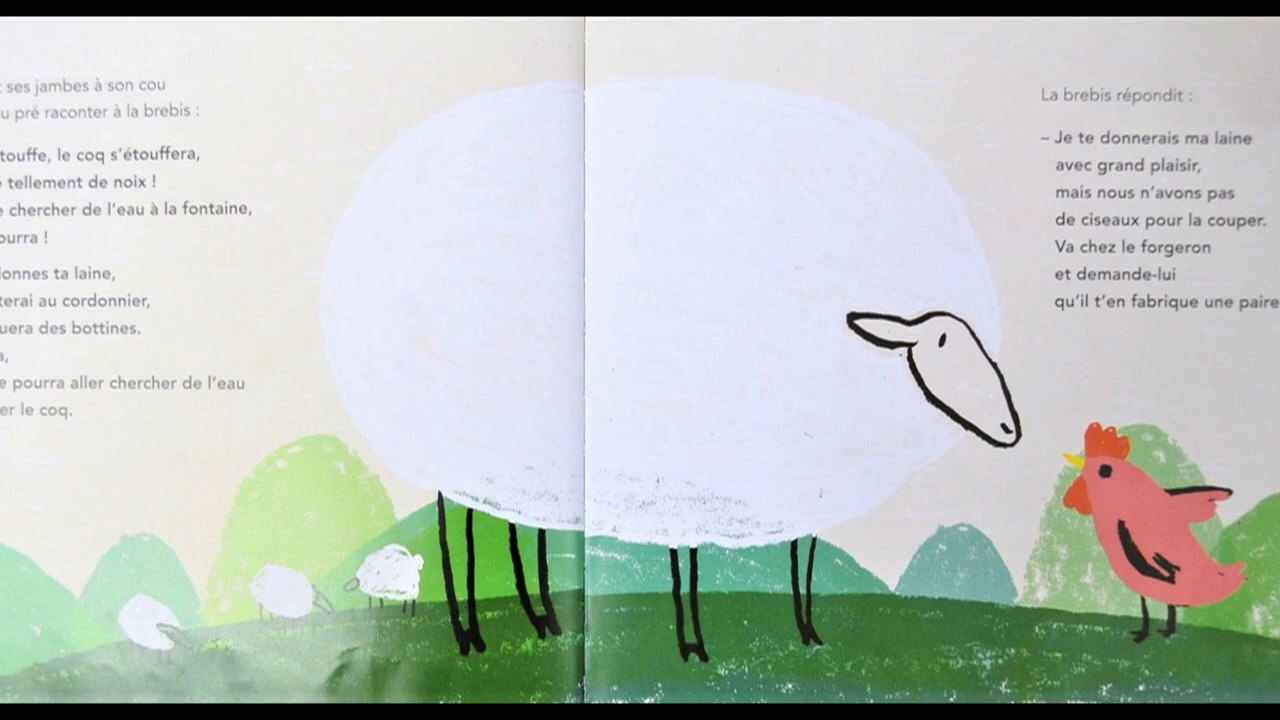 ses jambes à son cou
u pré raconter à la brebis :
touffe, le coq s'étouffera,
tellement de noix !
chercher de l'eau à la fontaine,
ourra !
onnes ta laine,
terai au cordonnier,
uera des bottines.
a,
e pourra aller chercher de l'eau
er le coq.
La brebis répondit :
– Je te donnerais ma laine
avec grand plaisir,
mais nous n'avons pas
de ciseaux pour la couper.
Va chez le forgeron
et demande-lui
qu'il t'en fabrique une paire